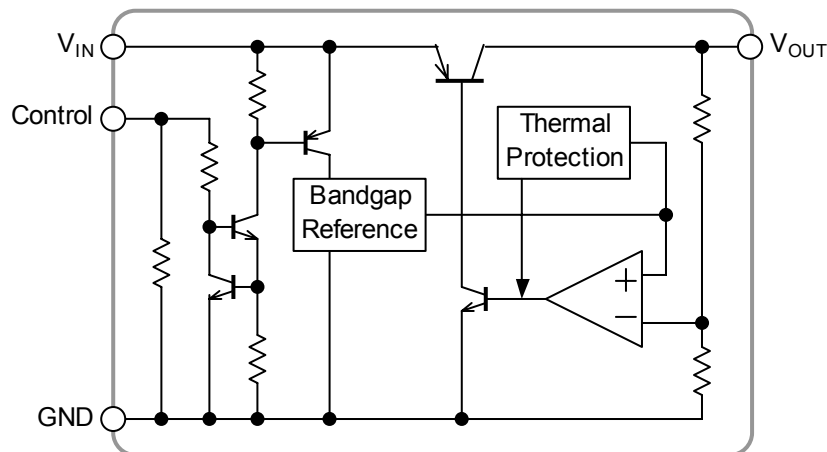 VIN
VOUT
Control
Thermal
Protection
Bandgap
Reference
+
−
GND